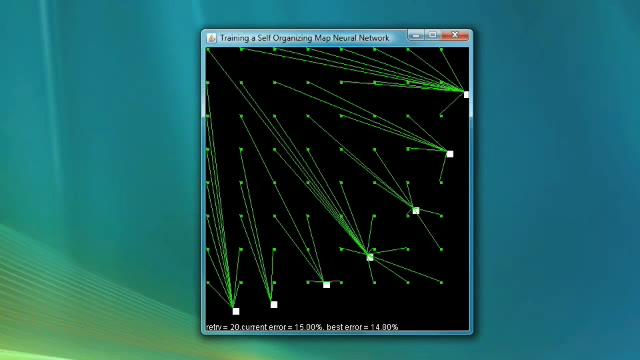 Training a Self Organizing Map Neural Network
retry = 20,current error = 15.00%, best error = 14.80%